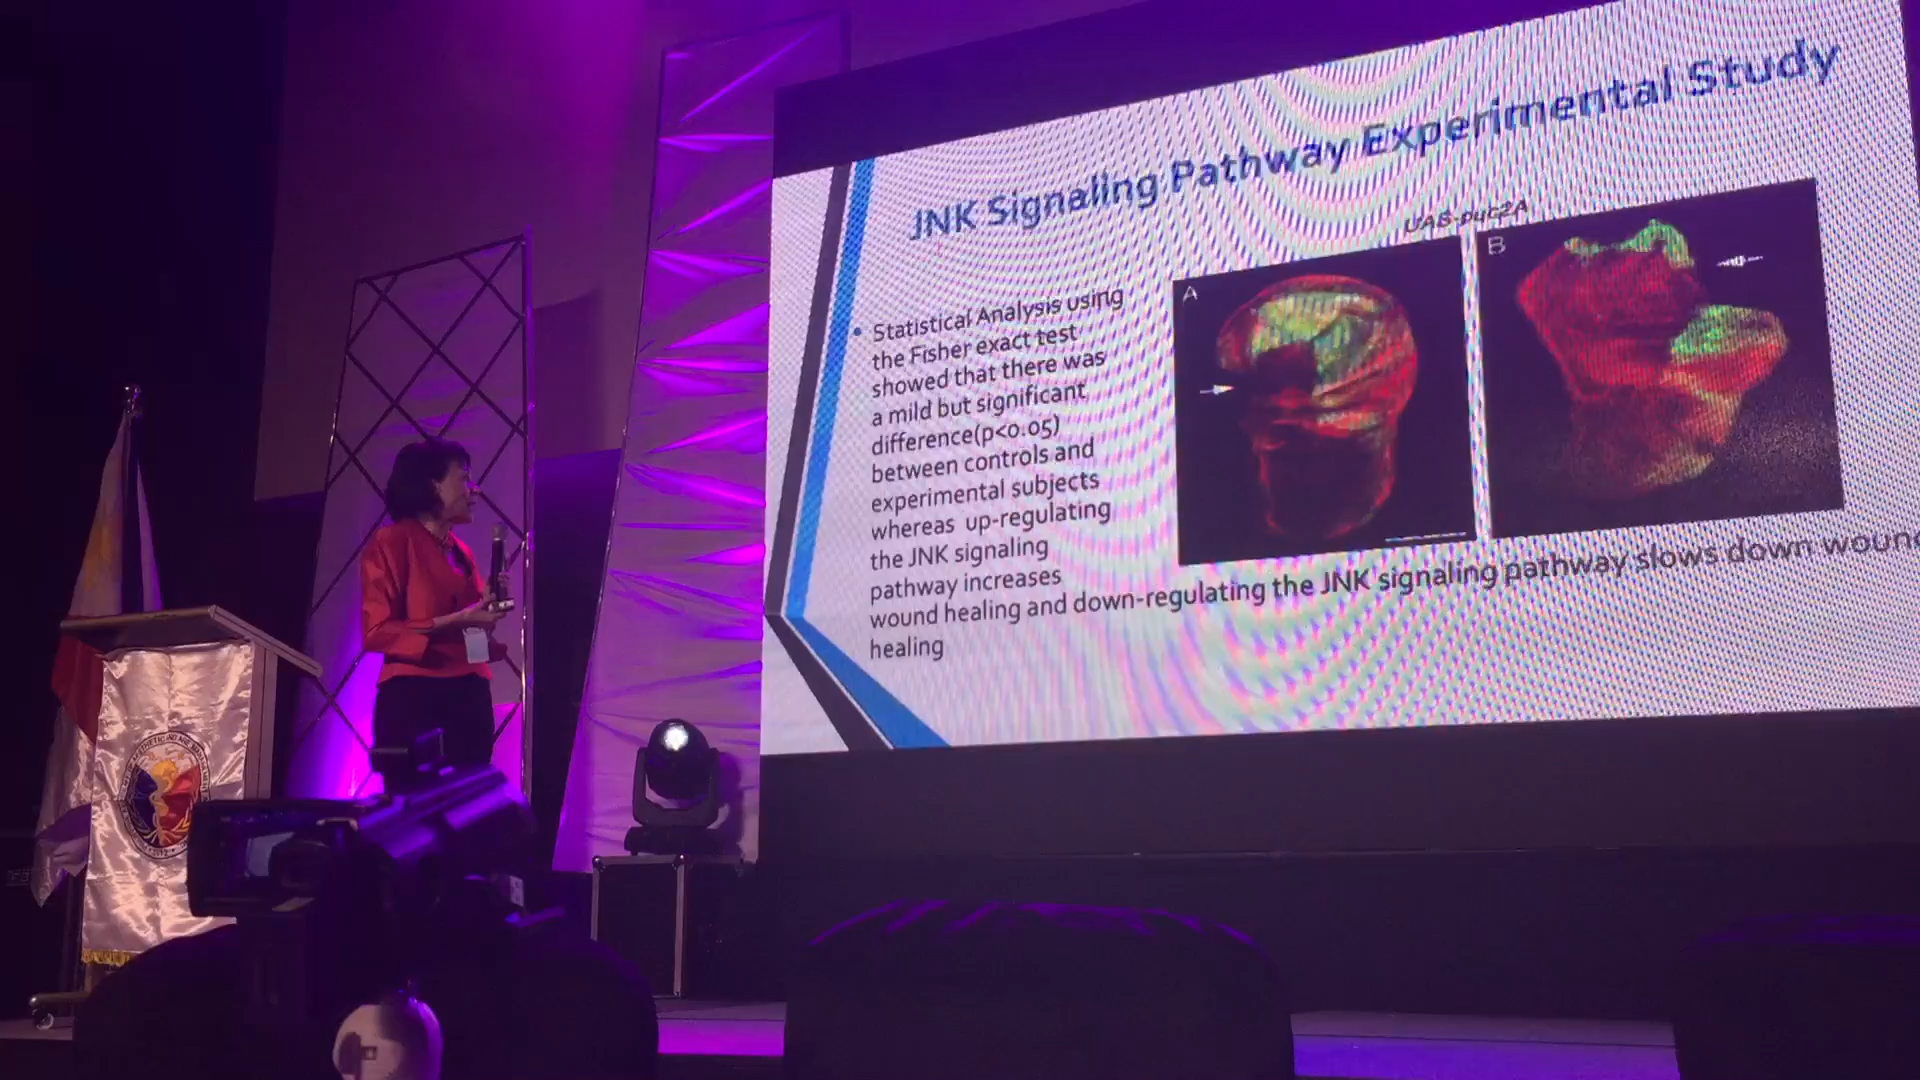 JNK Signaling Pathway Experimental Study
UAS-puc2A
A
B
• Statistical Analysis using
the Fisher exact test
showed that there was
a mild but significant
difference(p<0.05)
between controls and
experimental subjects
whereas up-regulating
the JNK signaling
pathway increases
wound healing and down-regulating the JNK signaling pathway slows down wound
healing